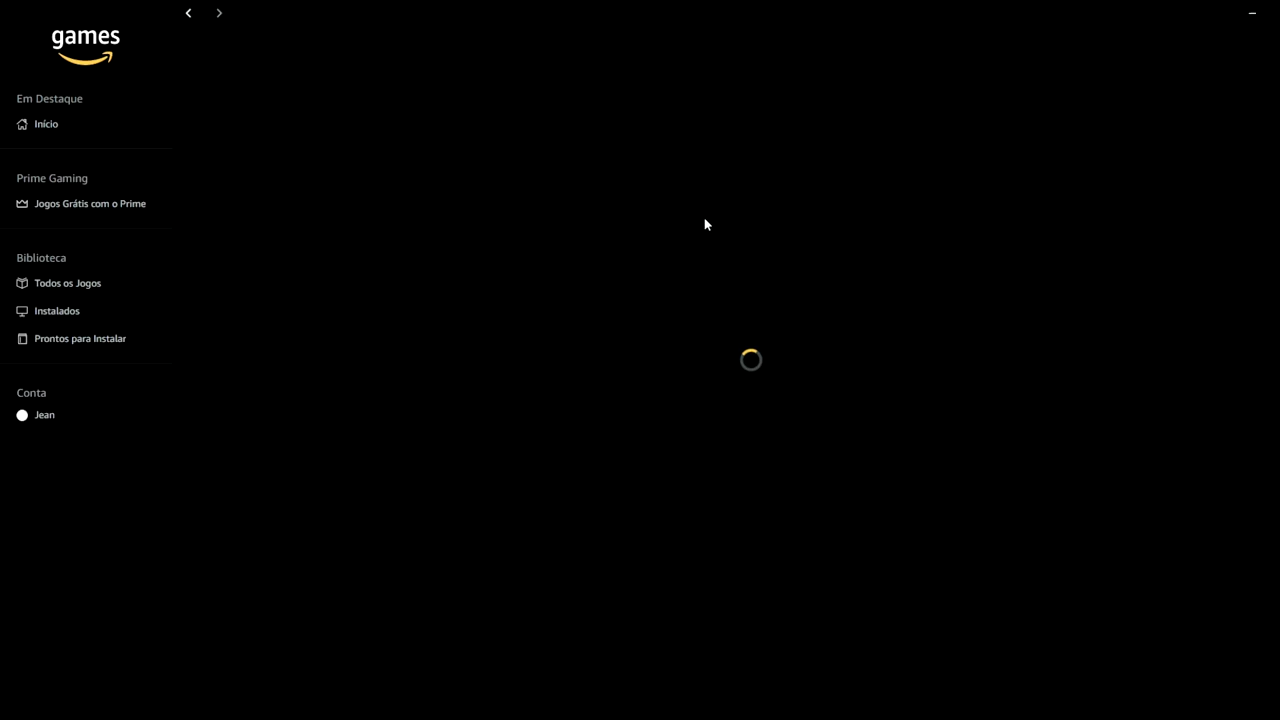 games
Em Destaque
Início
Prime Gaming
Jogos Grátis com o Prime
Biblioteca
Todos os Jogos
Instalados
Prontos para Instalar
Conta
Jean